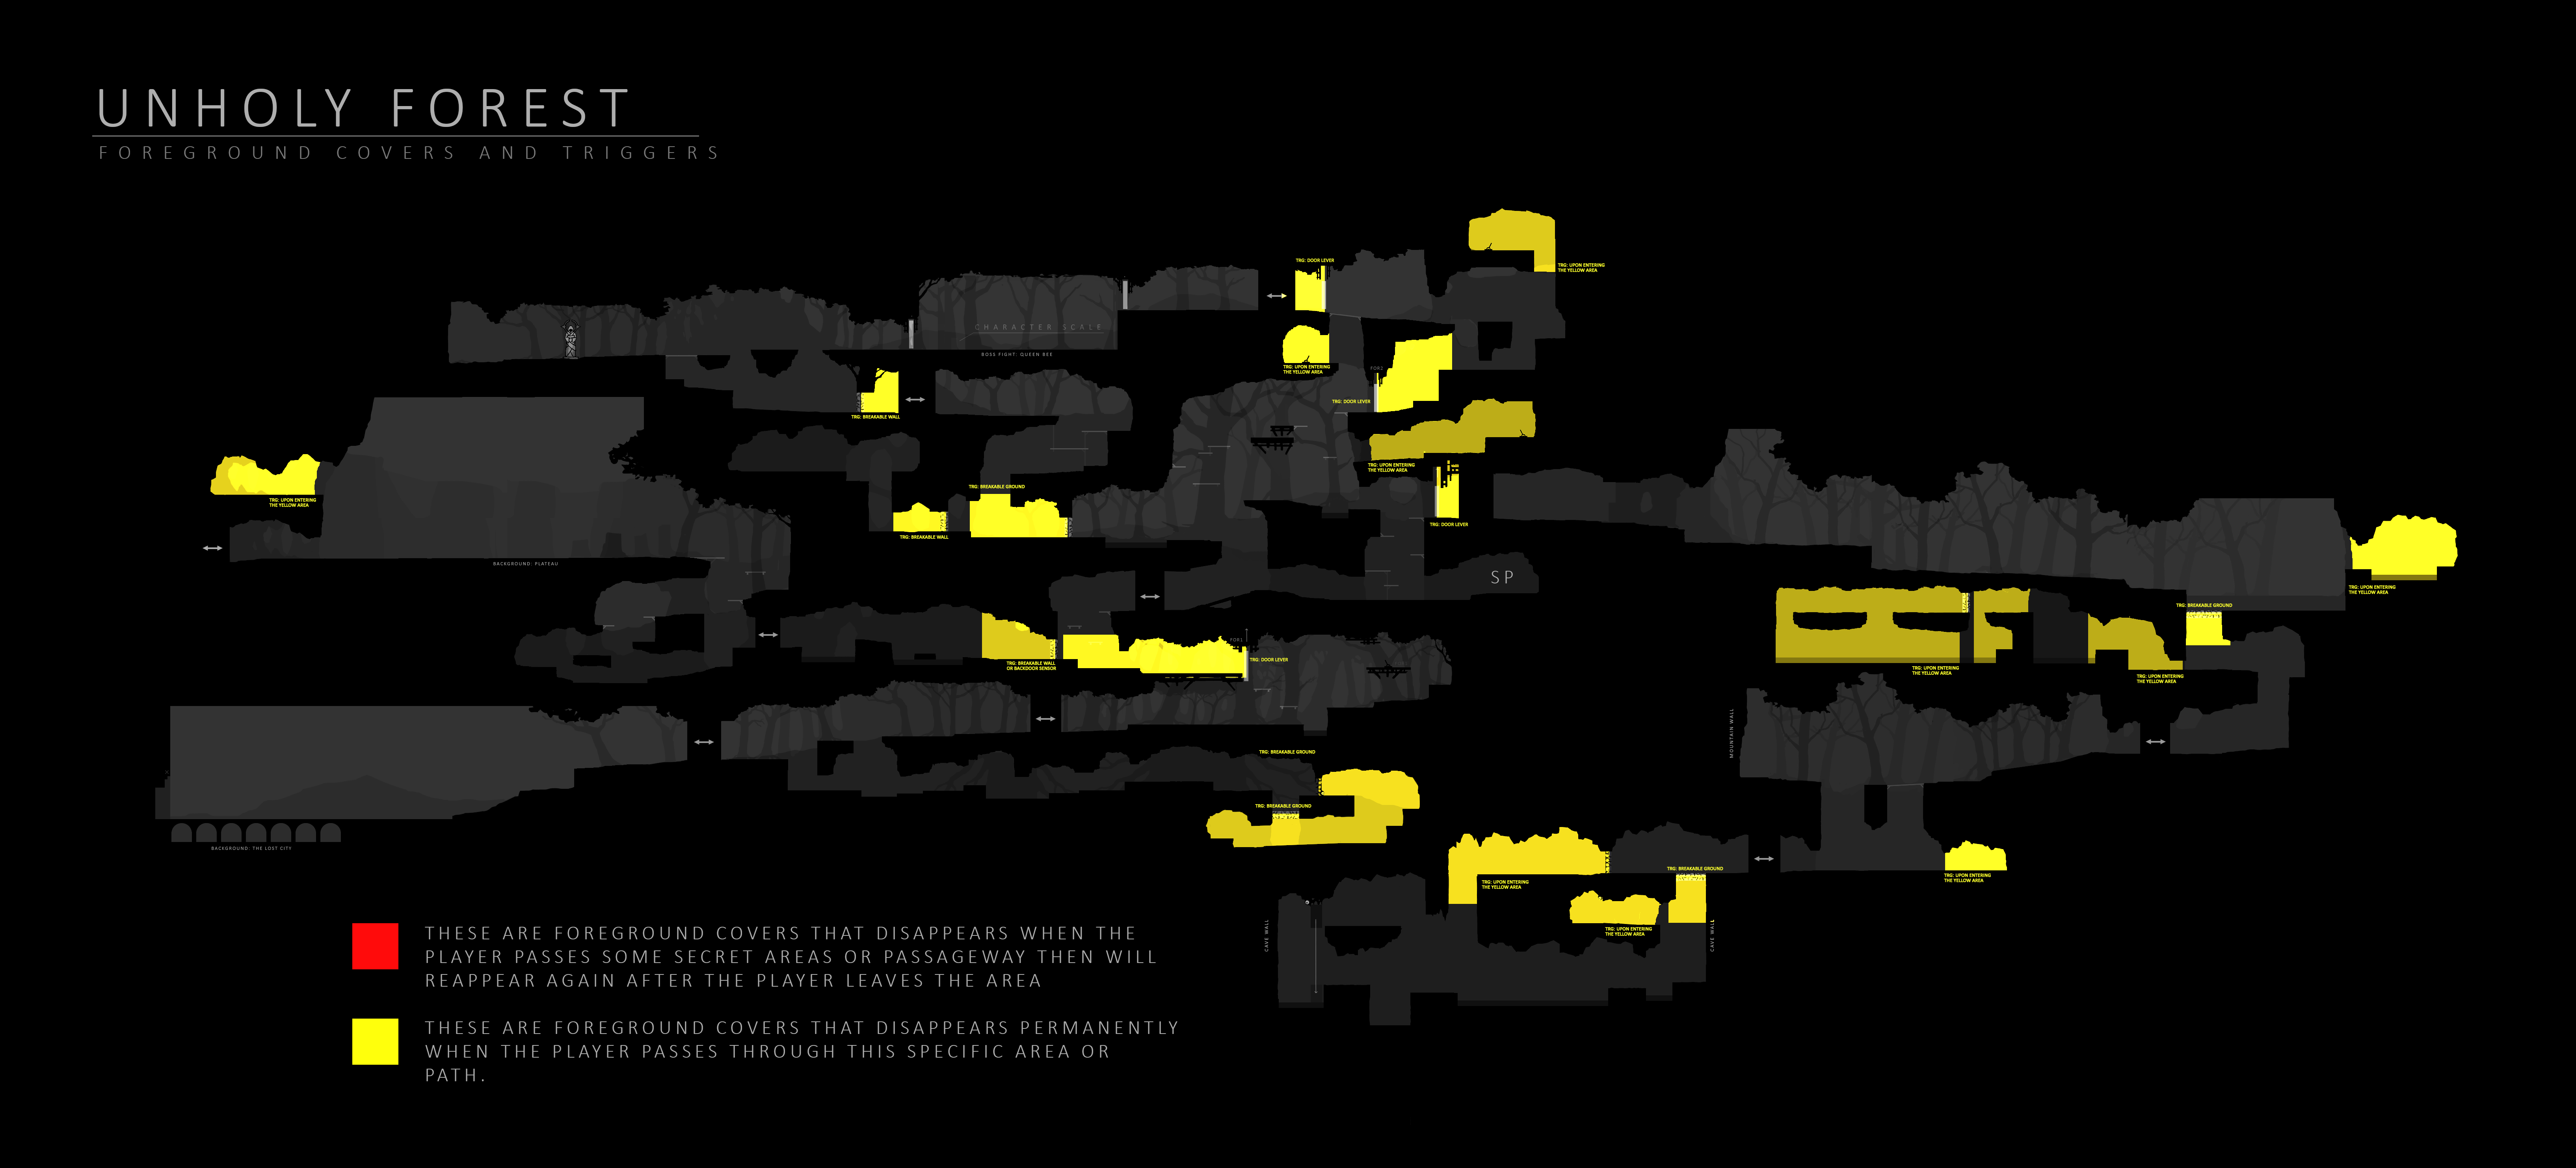 UNHOLY FOREST
FOREGROUND COVERS AND TRIGGERS
TRG: UPON ENTERING
THE YELLOW AREA
TRG: DOOR LEVER
CHARACTER SCALE
BOSS FIGHT: QUEEN BEE
TRG: UPON ENTERING
THE YELLOW AREA
FOR2
TRG: DOOR LEVER
TRG: BREAKABLE WALL
TRG: UPON ENTERING
THE YELLOW AREA
TRG: BREAKABLE GROUND
TRG: UPON ENTERING
THE YELLOW AREA
TRG: DOOR LEVER
TRG: BREAKABLE WALL
BACKGROUND: PLATEAU
SP
TRG: UPON ENTERING
THE YELLOW AREA
TRG: BREAKABLE GROUND
FOR1
TRG: DOOR LEVER
TRG: BREAKABLE WALL
OR BACKDOOR SENSOR
TRG: UPON ENTERING
THE YELLOW AREA
TRG: UPON ENTERING
THE YELLOW AREA
MOUNTAIN WALL
TRG: BREAKABLE GROUND
TRG: BREAKABLE GROUND
BACKGROUND: THE LOST CITY
TRG: BREAKABLE GROUND
TRG: UPON ENTERING
THE YELLOW AREA
TRG: UPON ENTERING
THE YELLOW AREA
CAVE WALL
CAVE WALL
TRG: UPON ENTERING
THE YELLOW AREA
THESE ARE FOREGROUND COVERS THAT DISAPPEARS WHEN THE
PLAYER PASSES SOME SECRET AREAS OR PASSAGEWAY THEN WILL
REAPPEAR AGAIN AFTER THE PLAYER LEAVES THE AREA
THESE ARE FOREGROUND COVERS THAT DISAPPEARS PERMANENTLY
WHEN THE PLAYER PASSES THROUGH THIS SPECIFIC AREA OR
PATH.